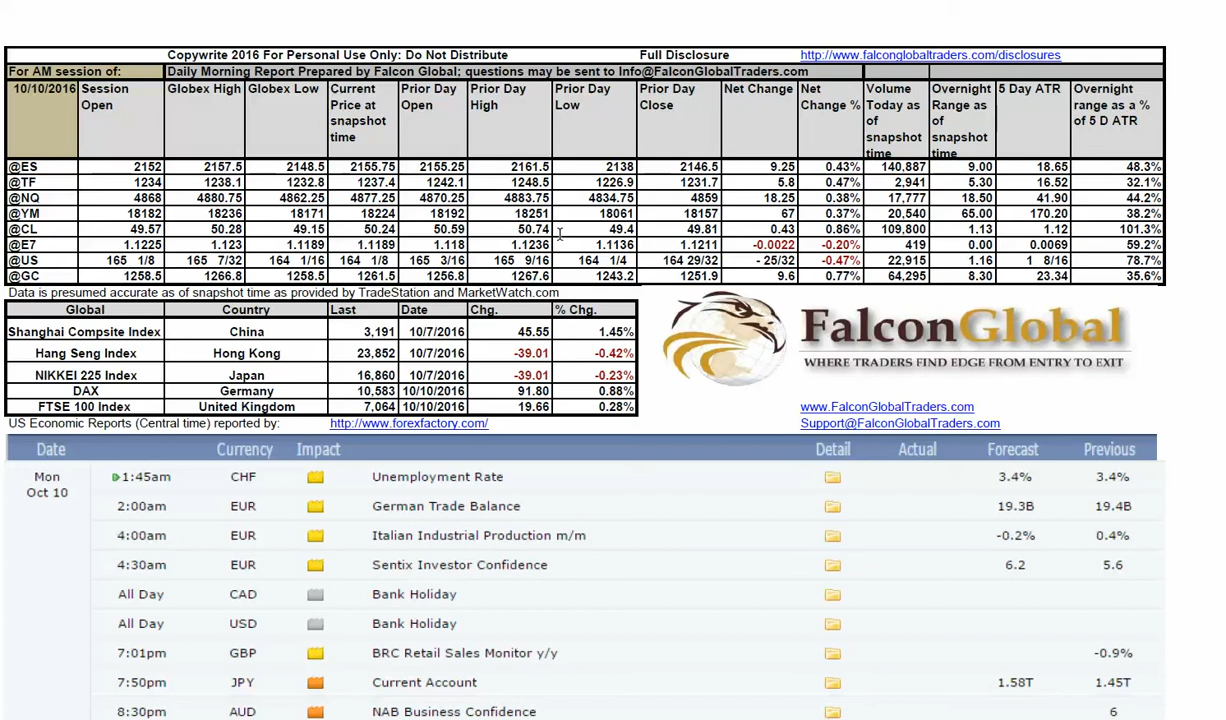 Copywrite 2016 For Personal Use Only: Do Not Distribute Full Disclosure http://www.falconglobaltraders.com/disclosures
For AM session of: Daily Morning Report Prepared by Falcon Global; questions may be sent to Info@FalconGlobalTraders.com
10/10/2016 Session Open Globex High Globex Low Current Price at snapshot time Prior Day Open Prior Day High Prior Day Low Prior Day Close Net Change Net Change % Volume Today as of snapshot time Overnight Range as of snapshot time 5 Day ATR Overnight range as a % of 5 D ATR
@ES 2152 2157.5 2148.5 2155.75 2155.25 2161.5 2138 2146.5 9.25 0.43% 140,887 9.00 18.65 48.3%
@TF 1234 1238.1 1232.8 1237.4 1242.1 1248.5 1226.9 1231.7 5.8 0.47% 2,941 5.30 16.52 32.1%
@NQ 4868 4880.75 4862.25 4877.25 4870.25 4883.75 4834.75 4859 18.25 0.38% 17,777 18.50 41.90 44.2%
@YM 18182 18236 18171 18224 18192 18251 18061 18157 67 0.37% 20,540 65.00 170.20 38.2%
@CL 49.57 50.28 49.15 50.24 50.59 50.74 49.4 49.81 0.43 0.86% 109,800 1.13 1.12 101.3%
@E7 1.1225 1.123 1.1189 1.1189 1.118 1.1236 1.1136 1.1211 -0.0022 -0.20% 419 0.00 0.0069 59.2%
@US 165 1/8 165 7/32 164 1/16 164 1/8 165 3/16 165 9/16 164 1/4 164 29/32 - 25/32 -0.47% 22,915 1.16 1 8/16 78.7%
@GC 1258.5 1266.8 1258.5 1261.5 1256.8 1267.6 1243.2 1251.9 9.6 0.77% 64,295 8.30 23.34 35.6%
Data is presumed accurate as of snapshot time as provided by TradeStation and MarketWatch.com
Global Country Last Date Chg. % Chg.
Shanghai Compsite Index China 3,191 10/7/2016 45.55 1.45%
Hang Seng Index Hong Kong 23,852 10/7/2016 -39.01 -0.42%
NIKKEI 225 Index Japan 16,860 10/7/2016 -39.01 -0.23%
DAX Germany 10,583 10/10/2016 91.80 0.88%
FTSE 100 Index United Kingdom 7,064 10/10/2016 19.66 0.28%
FalconGlobal
WHERE TRADERS FIND EDGE FROM ENTRY TO EXIT
www.FalconGlobalTraders.com
US Economic Reports (Central time) reported by: http://www.forexfactory.com/ Support@FalconGlobalTraders.com
Date Currency Impact Detail Actual Forecast Previous
Mon Oct 10 1:45am CHF Unemployment Rate 3.4% 3.4%
2:00am EUR German Trade Balance 19.3B 19.4B
4:00am EUR Italian Industrial Production m/m -0.2% 0.4%
4:30am EUR Sentix Investor Confidence 6.2 5.6
All Day CAD Bank Holiday
All Day USD Bank Holiday
7:01pm GBP BRC Retail Sales Monitor y/y -0.9%
7:50pm JPY Current Account 1.58T 1.45T
8:30pm AUD NAB Business Confidence 6